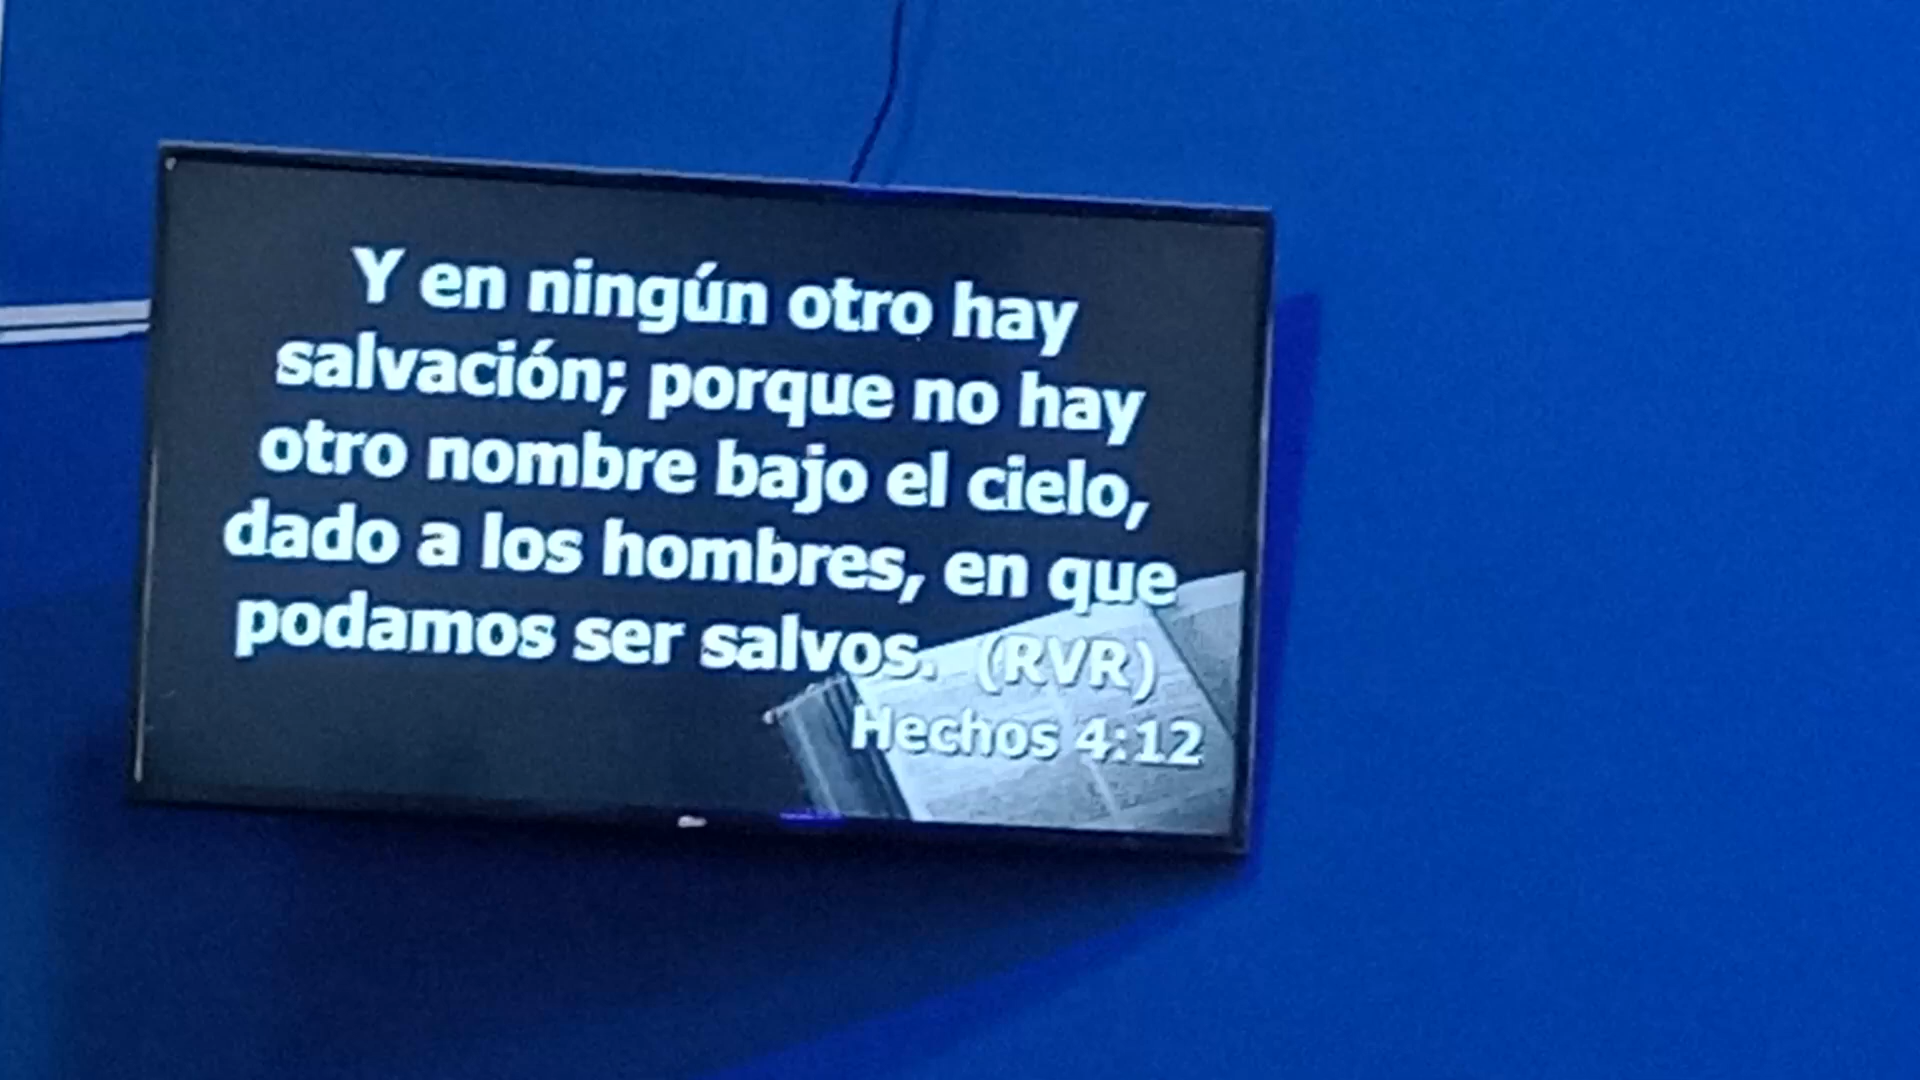 Y en ningún otro hay
salvación; porque no hay
otro nombre bajo el cielo,
dado a los hombres, en que
podamos ser salvos. (RVR)
Hechos 4:12